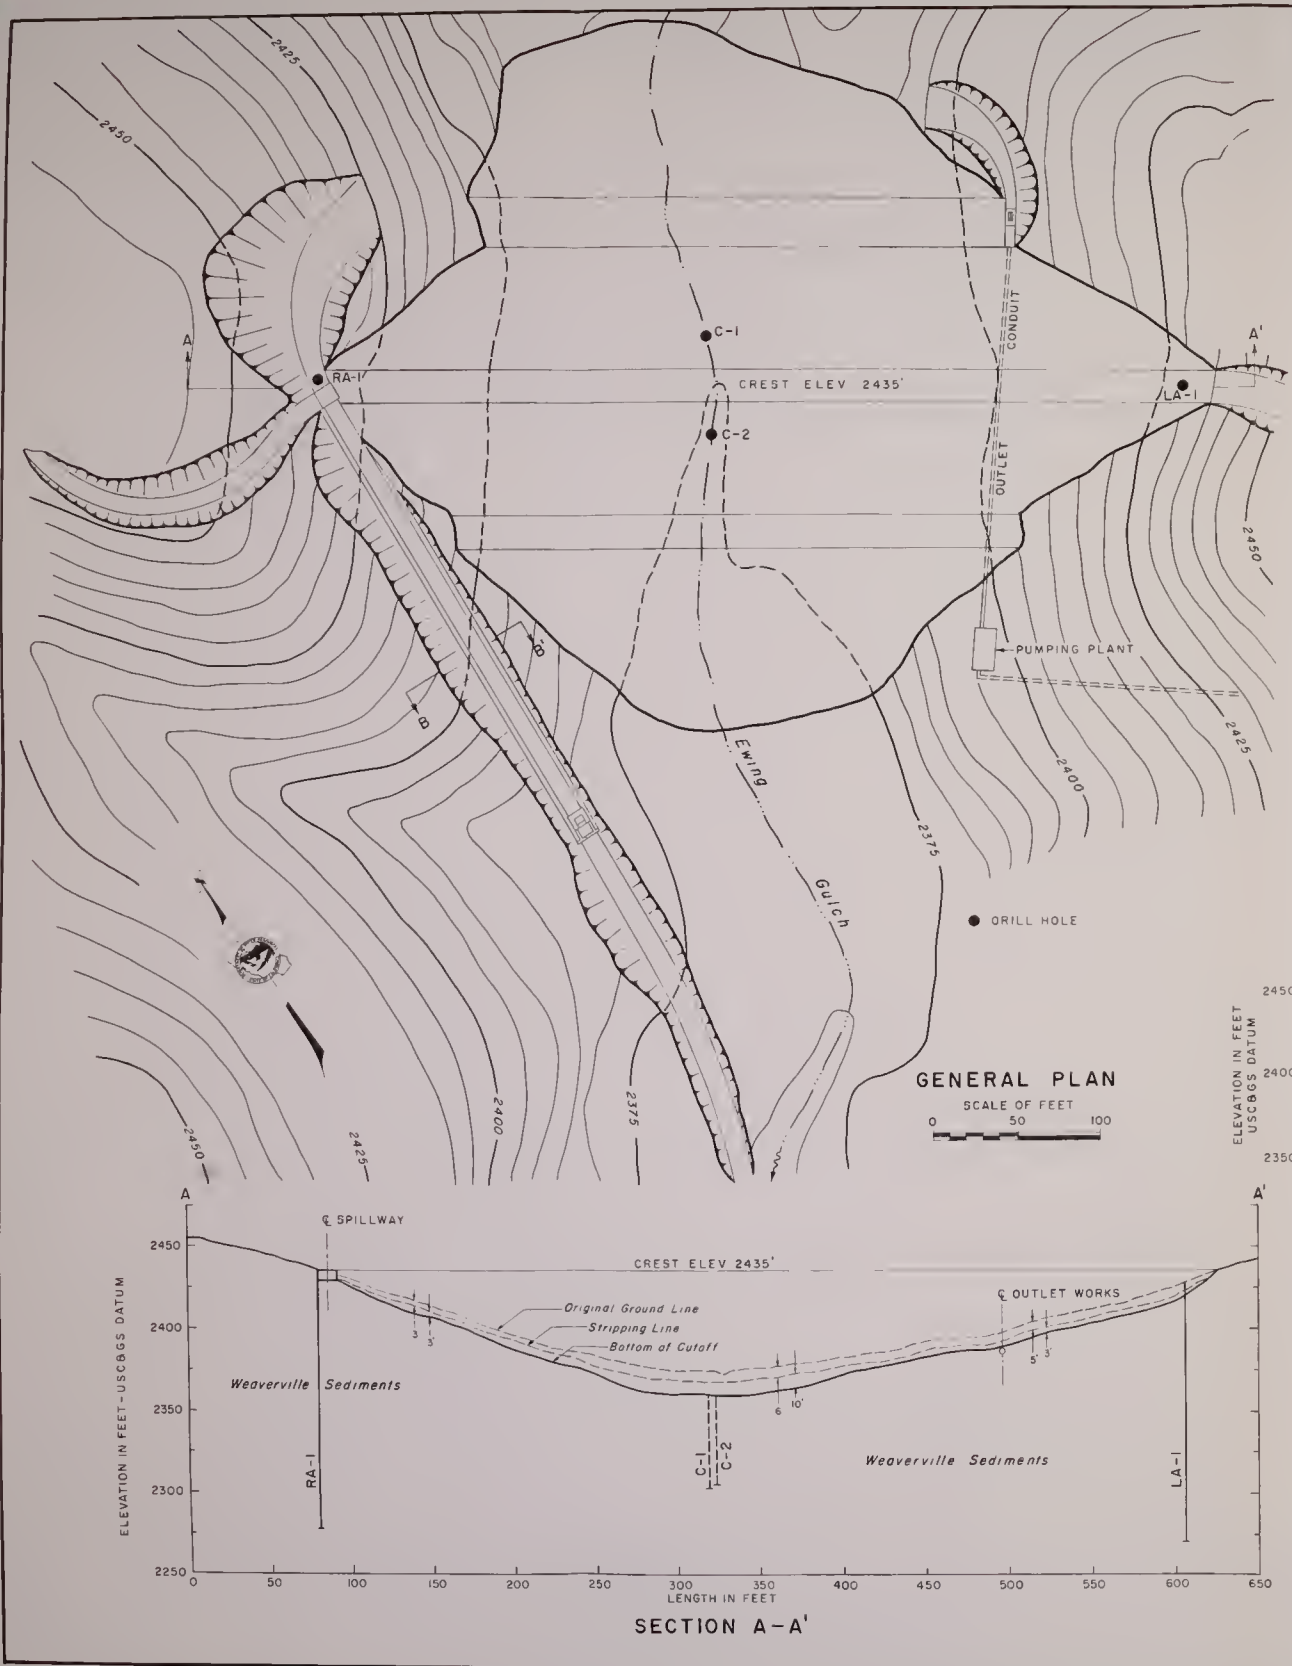 2425
2450
C-1
CONDUIT
A
A'
RA-1
CREST ELEV 2435'
LA-1
C-2
OUTLET
2450
B'
PUMPING PLANT
B
2425
Ewing
2400
2375
Gulch
DRILL HOLE
2450
ELEVATION IN FEET
USC&GS DATUM
2400
2350
GENERAL PLAN
SCALE OF FEET
0 50 100
2450
2425
2400
2375
A
A'
℄ SPILLWAY
2450
CREST ELEV 2435'
℄ OUTLET WORKS
Original Ground Line
2400
Stripping Line
3 3'
Bottom of Cutoff
5' 3'
Weaverville Sediments
6 10'
2350
ELEVATION IN FEET-USC&GS DATUM
RA-1
C-1
C-2
Weaverville Sediments
LA-1
2300
2250
0 50 100 150 200 250 300 350 400 450 500 550 600 650
LENGTH IN FEET
SECTION A-A'